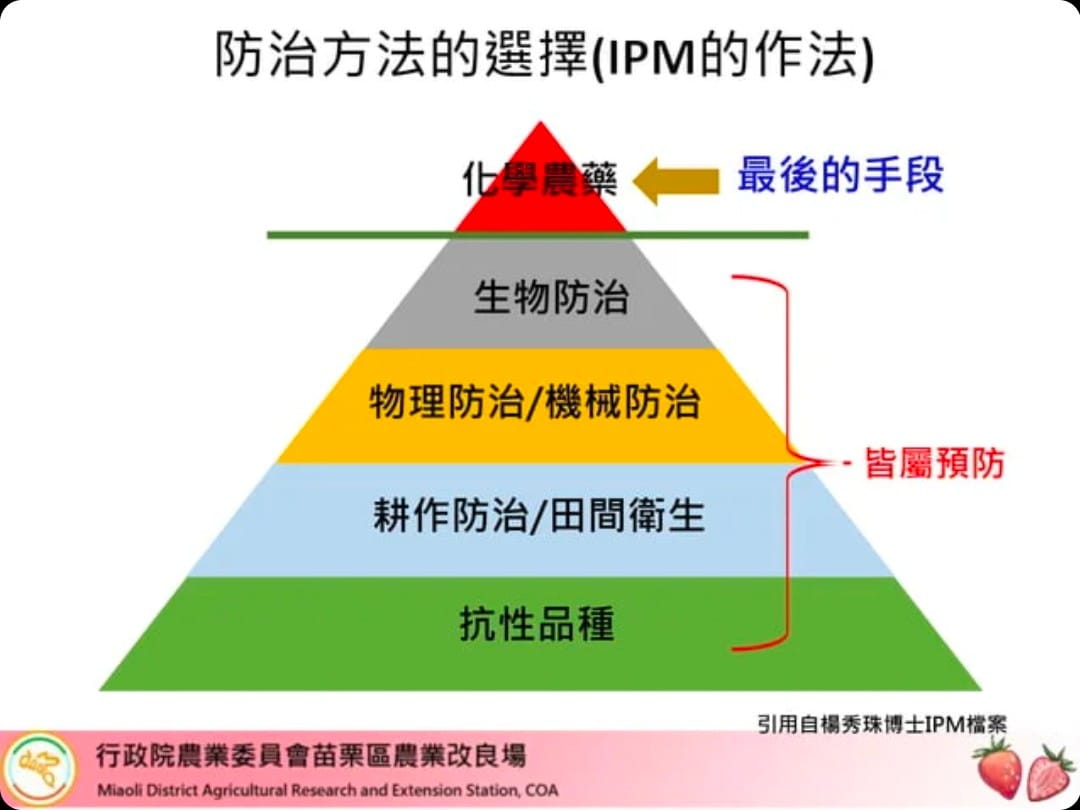 防治方法的選擇(IPM的作法)
化學農藥
最後的手段
生物防治
物理防治/機械防治
皆屬預防
耕作防治/田間衛生
抗性品種
引用自楊秀珠博士IPM檔案
行政院農業委員會苗栗區農業改良場
Miaoli District Agricultural Research and Extension Station, COA